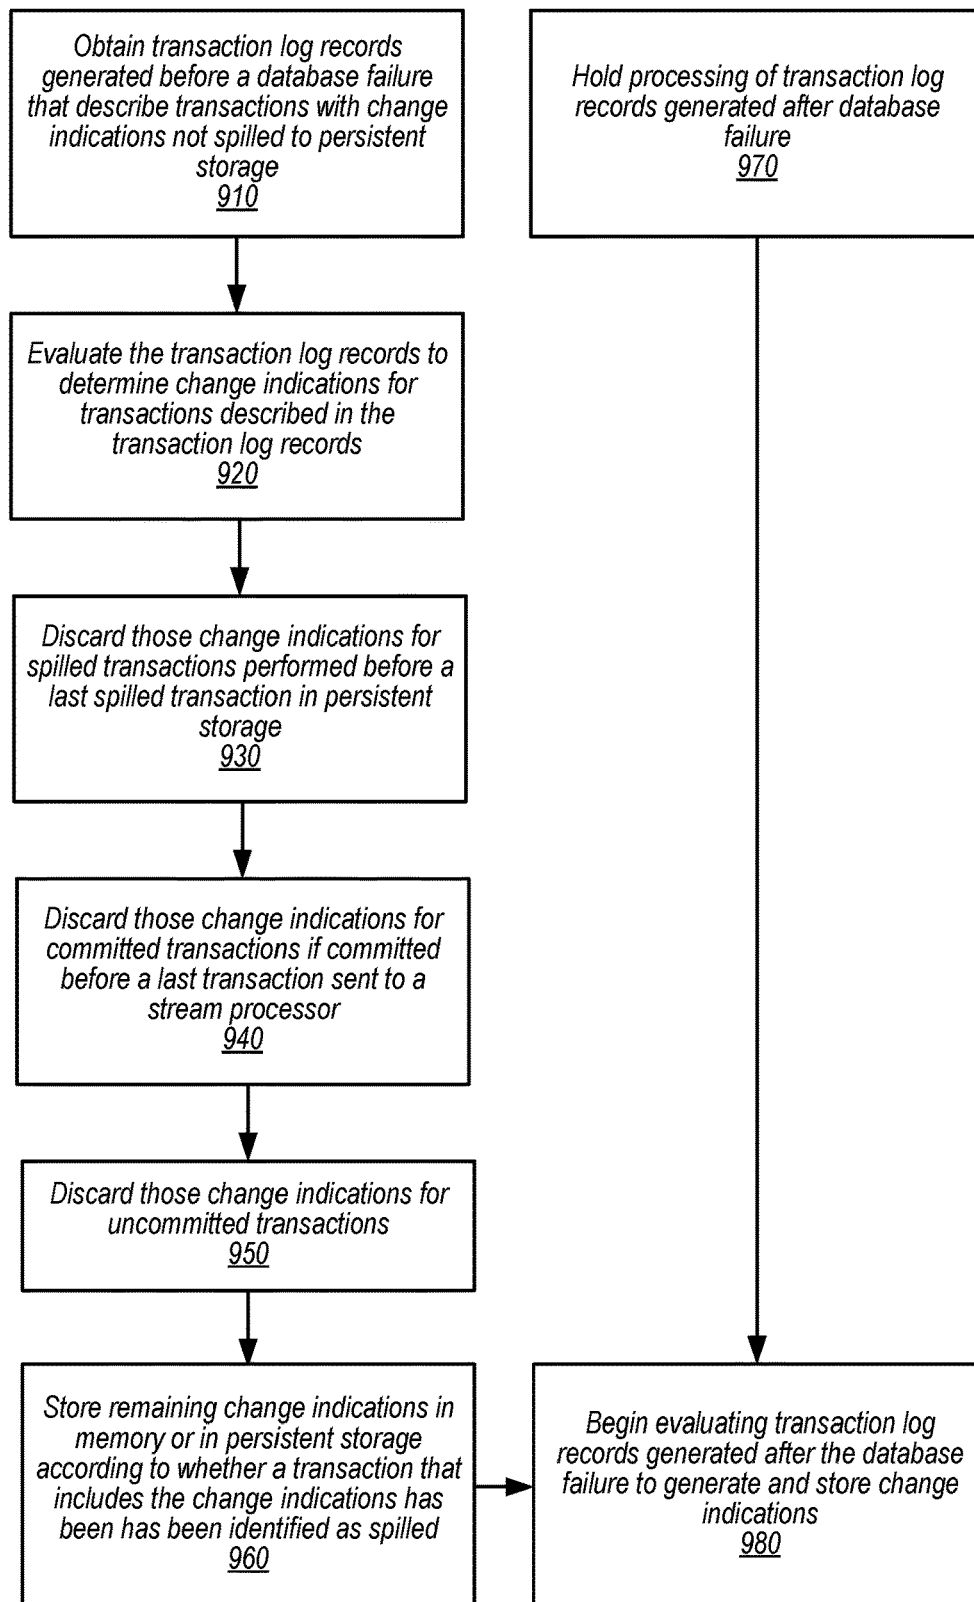 Obtain transaction log records
generated before a database failure
that describe transactions with change
indications not spilled to persistent
storage
910
Hold processing of transaction log
records generated after database
failure
970
Evaluate the transaction log records to
determine change indications for
transactions described in the
transaction log records
920
Discard those change indications for
spilled transactions performed before a
last spilled transaction in persistent
storage
930
Discard those change indications for
committed transactions if committed
before a last transaction sent to a
stream processor
940
Discard those change indications for
uncommitted transactions
950
Store remaining change indications in
memory or in persistent storage
according to whether a transaction that
includes the change indications has
been has been identified as spilled
960
Begin evaluating transaction log
records generated after the database
failure to generate and store change
indications
980